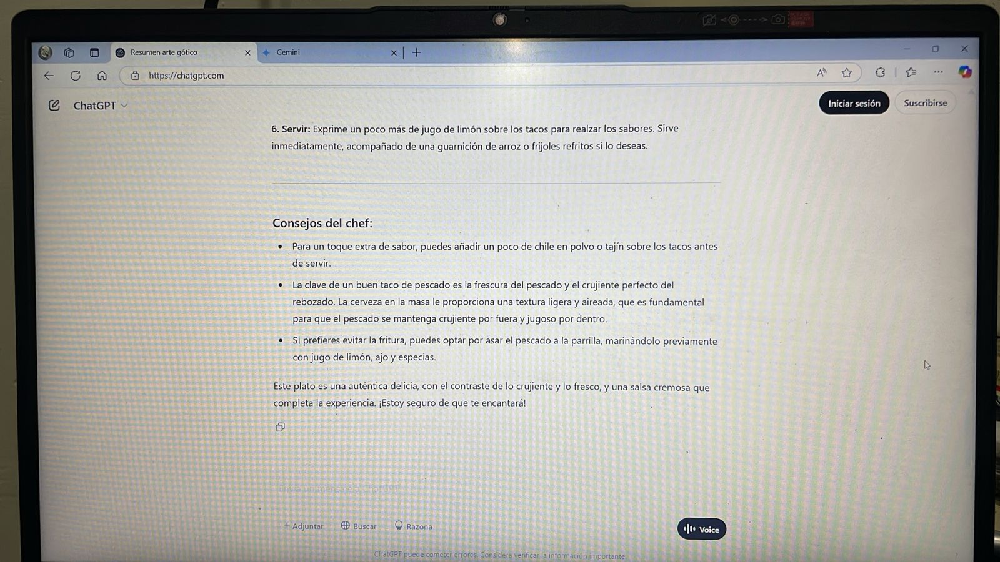 Resumen arte gótico
Gemini
https://chatgpt.com
ChatGPT
Iniciar sesión
Suscribirse
6. Servir: Exprime un poco más de jugo de limón sobre los tacos para realzar los sabores. Sirve
inmediatamente, acompañado de una guarnición de arroz o frijoles refritos si lo deseas.
Consejos del chef:
• Para un toque extra de sabor, puedes añadir un poco de chile en polvo o tajín sobre los tacos antes
de servir.
• La clave de un buen taco de pescado es la frescura del pescado y el crujiente perfecto del
rebozado. La cerveza en la masa le proporciona una textura ligera y aireada, que es fundamental
para que el pescado se mantenga crujiente por fuera y jugoso por dentro.
• Si prefieres evitar la fritura, puedes optar por asar el pescado a la parrilla, marinándolo previamente
con jugo de limón, ajo y especias.
Este plato es una auténtica delicia, con el contraste de lo crujiente y lo fresco, y una salsa cremosa que
completa la experiencia. ¡Estoy seguro de que te encantará!
+ Adjuntar
Buscar
Razona
Voice
ChatGPT puede cometer errores. Considera verificar la información importante.